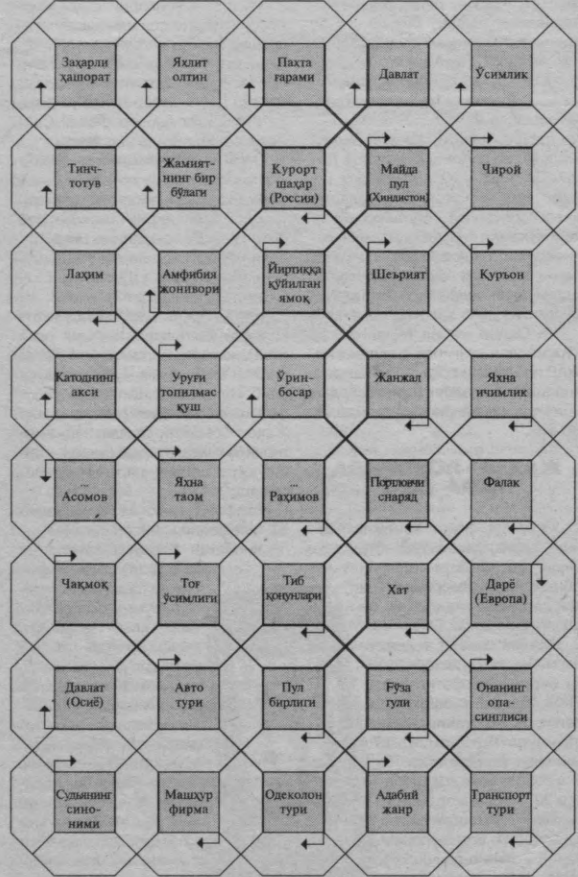 Заҳарли
ҳашорат
Яхлит
олтин
Пахта
ғарами
Давлат
Ўсимлик
Тинч-
тотув
Жамият-
нинг бир
бўлаги
Курорт
шаҳар
(Россия)
Майда
пул
(Ҳиндистон)
Чирой
Лаҳим
Амфибия
жонивори
Йиртиққа
қўйилган
ямоқ
Шеърият
Қуръон
Катоднинг
акси
Уруғи
топилмас
қуш
Ўрин-
босар
Жанжал
Яхна
ичимлик
...
Асомов
Яхна
таом
...
Раҳимов
Портловчи
снаряд
Фалак
Чақмоқ
Тоғ
ўсимлиги
Тиб
қонунлари
Хат
Дарё
(Европа)
Давлат
(Осиё)
Авто
тури
Пул
бирлиги
Ғўза
гули
Онанинг
опа-
синглиси
Судьянинг
сино-
ними
Машҳур
фирма
Одеколон
тури
Адабий
жанр
Транспорт
тури